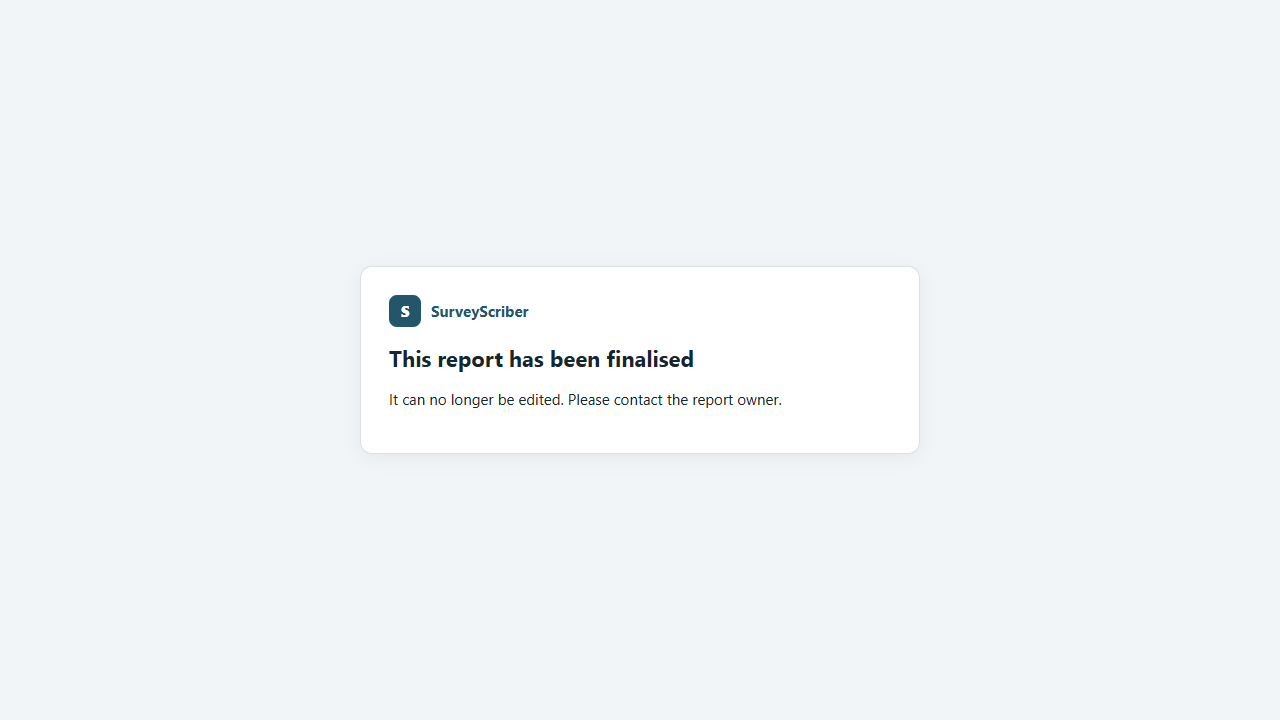 S SurveyScriber
This report has been finalised
It can no longer be edited. Please contact the report owner.